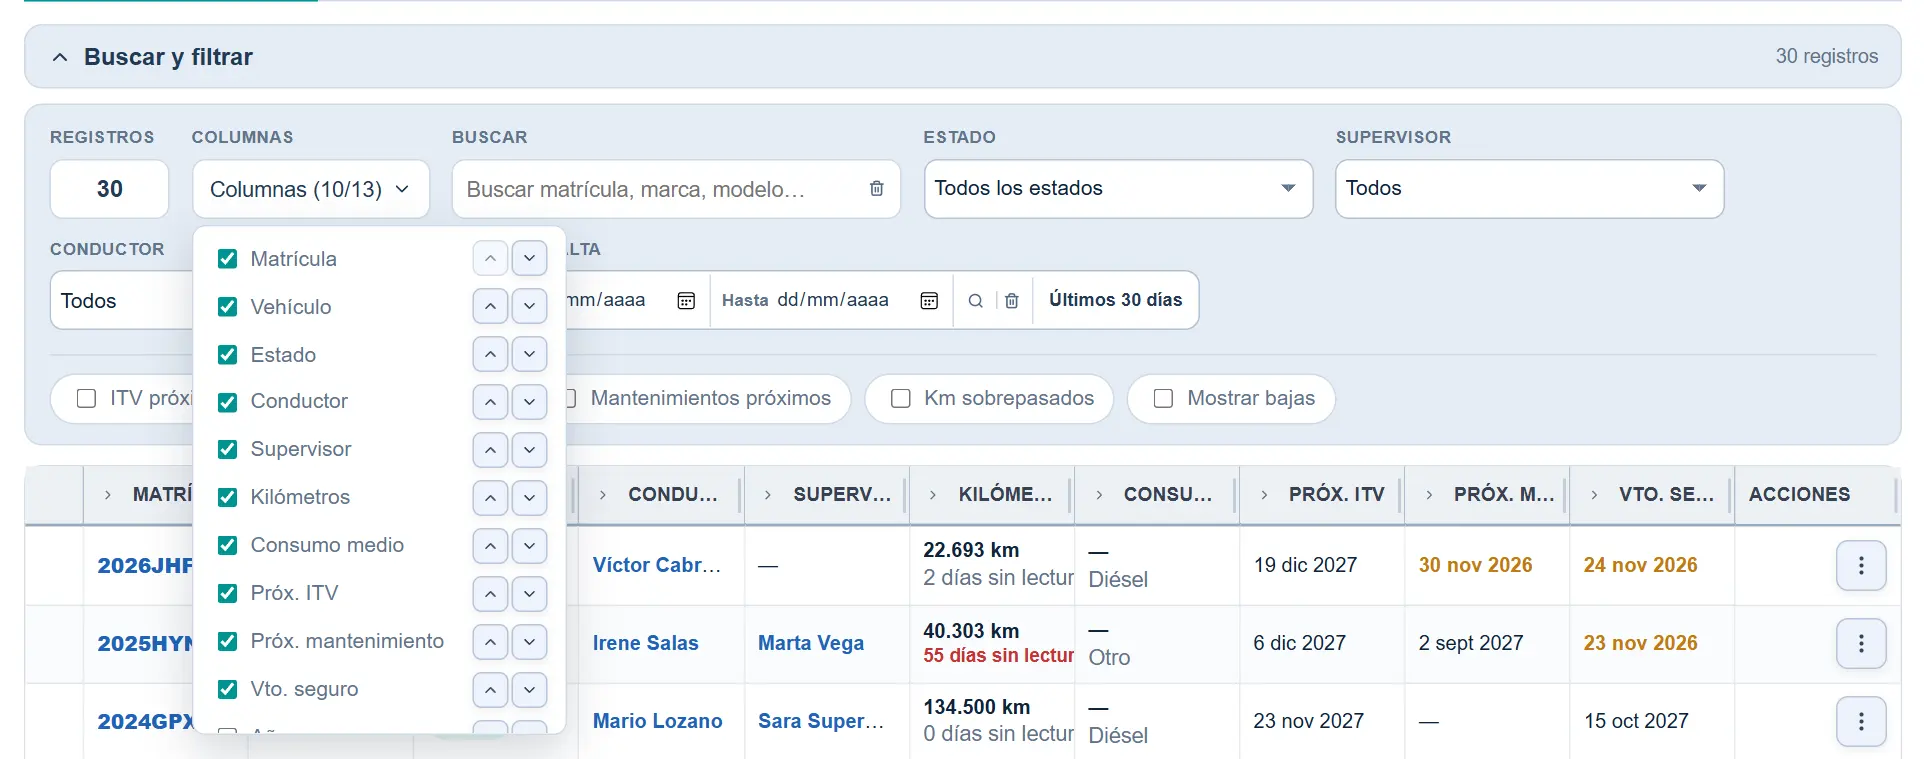 Buscar y filtrar
30 registros
REGISTROS
COLUMNAS
BUSCAR
ESTADO
SUPERVISOR
30
Columnas (10/13)
Buscar matrícula, marca, modelo…
Todos los estados
Todos
CONDUCTOR
Todos
mm/aaaa
Hasta dd/mm/aaaa
Últimos 30 días
Matrícula
Vehículo
Estado
Conductor
Supervisor
Kilómetros
Consumo medio
Próx. ITV
Próx. mantenimiento
Vto. seguro
ITV próxi
Mantenimientos próximos
Km sobrepasados
Mostrar bajas
MATRÍ
CONDU...
SUPERV...
KILÓME...
CONSU...
PRÓX. ITV
PRÓX. M...
VTO. SE...
ACCIONES
2026JHF
Víctor Cabr...
—
22.693 km
2 días sin lectur
—
Diésel
19 dic 2027
30 nov 2026
24 nov 2026
2025HYN
Irene Salas
Marta Vega
40.303 km
55 días sin lectur
—
Otro
6 dic 2027
2 sept 2027
23 nov 2026
2024GPX
Mario Lozano
Sara Super...
134.500 km
0 días sin lectur
—
Diésel
23 nov 2027
—
15 oct 2027